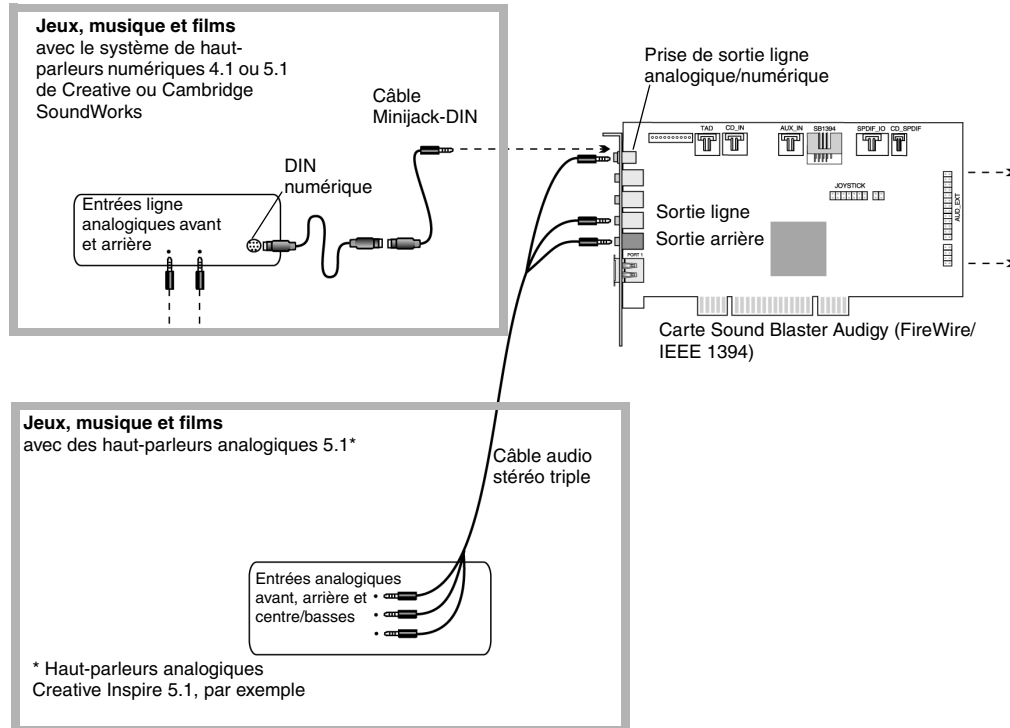 Jeux, musique et films
avec le système de haut-
parleurs numériques 4.1 ou 5.1
de Creative ou Cambridge
SoundWorks
Câble
Minijack-DIN
DIN
numérique
Entrées ligne
analogiques avant
et arrière
Prise de sortie ligne
analogique/numérique
TAD
CD_IN
AUX_IN
SB1394
SPDIF_IO
CD_SPDIF
JOYSTICK
AUD_EXT
Sortie ligne
Sortie arrière
PORT 1
Carte Sound Blaster Audigy (FireWire/
IEEE 1394)
Jeux, musique et films
avec des haut-parleurs analogiques 5.1*
Câble audio
stéréo triple
Entrées analogiques
avant, arrière et
centre/basses
* Haut-parleurs analogiques
Creative Inspire 5.1, par exemple